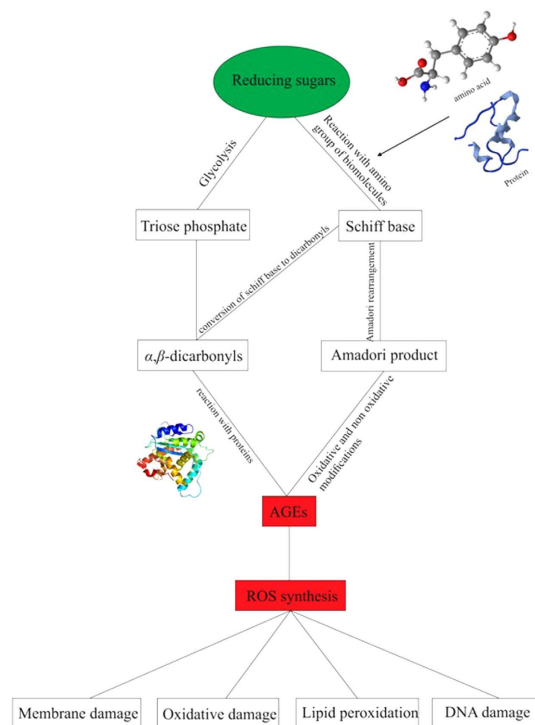 Reducing sugars
amino acid
Protein
Glycolysis
Reaction with amino
group of biomolecules
Triose phosphate
Schiff base
conversion of schiff base to dicarbonyls
Amadori rearrangement
α,β-dicarbonyls
Amadori product
reaction with proteins
Oxidative and non oxidative
modifications
AGEs
ROS synthesis
Membrane damage
Oxidative damage
Lipid peroxidation
DNA damage